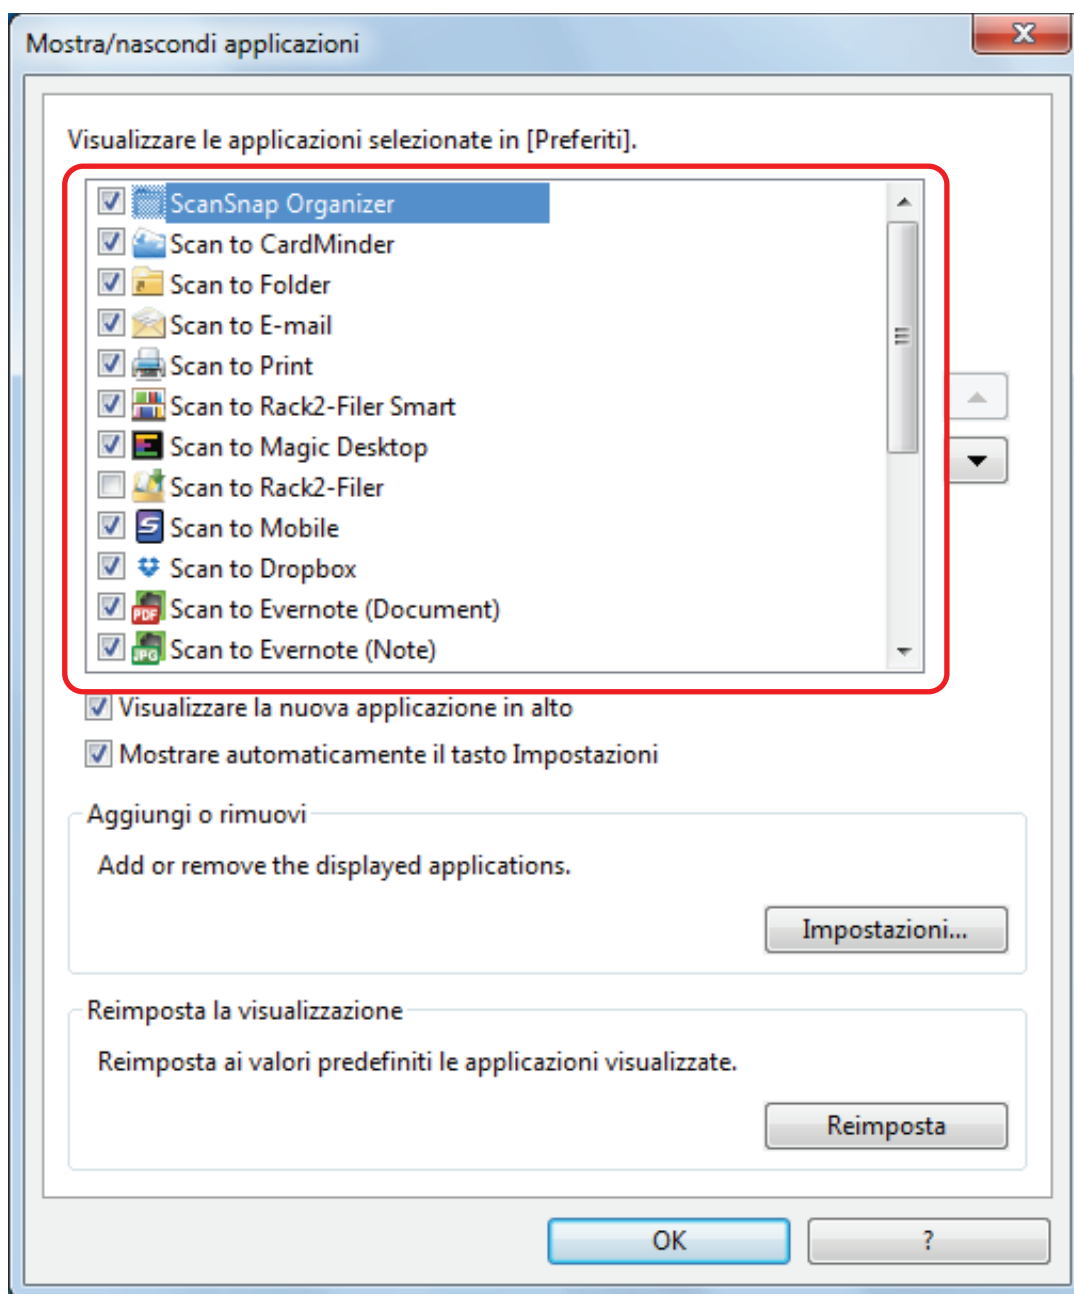 Mostra/nascondi applicazioni
Visualizzare le applicazioni selezionate in [Preferiti].
ScanSnap Organizer
Scan to CardMinder
Scan to Folder
Scan to E-mail
Scan to Print
Scan to Rack2-Filer Smart
Scan to Magic Desktop
Scan to Rack2-Filer
Scan to Mobile
Scan to Dropbox
PDF Scan to Evernote (Document)
JPG Scan to Evernote (Note)
Visualizzare la nuova applicazione in alto
Mostrare automaticamente il tasto Impostazioni
Aggiungi o rimuovi
Add or remove the displayed applications.
Impostazioni...
Reimposta la visualizzazione
Reimposta ai valori predefiniti le applicazioni visualizzate.
Reimposta
OK ?